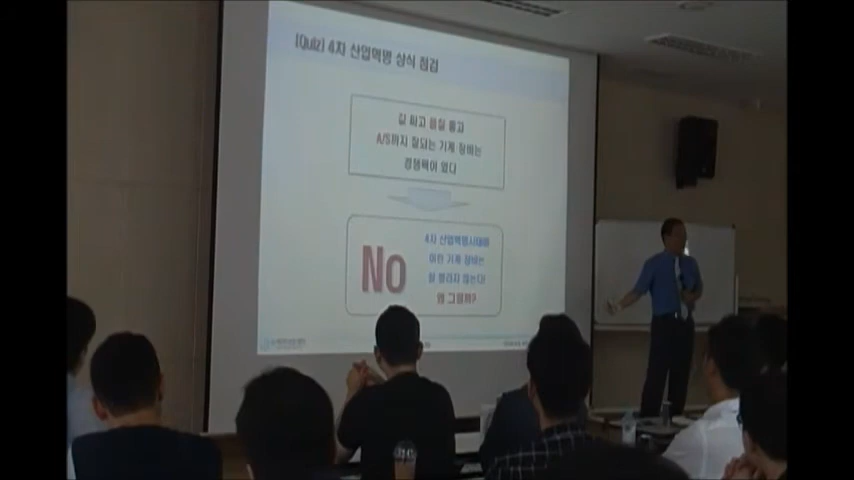 [Quiz] 4차 산업혁명 상식 점검
값 싸고 품질 좋고
A/S까지 잘되는 기계 장비는
경쟁력이 있다
No
4차 산업혁명시대에
이런 기계 장비는
잘 팔리지 않는다!
왜 그럴까?